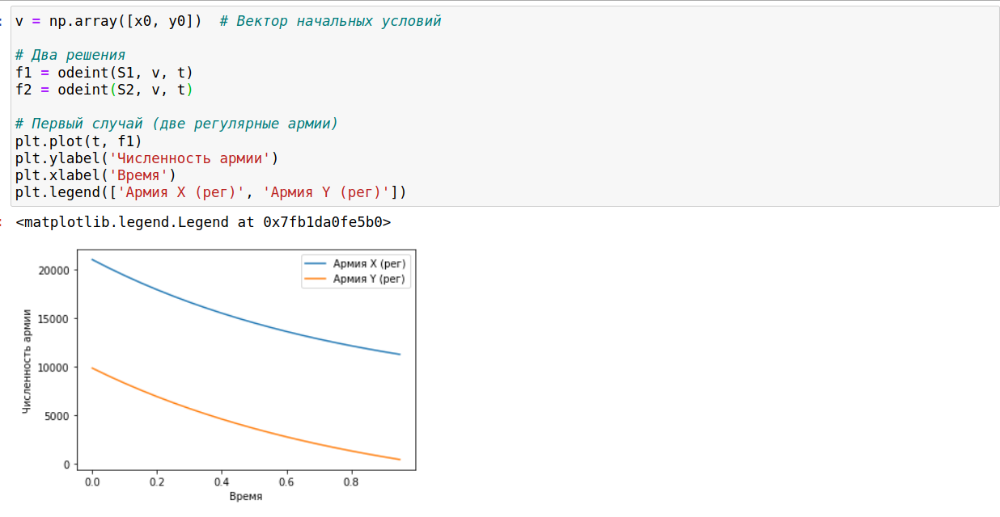 v = np.array([x0, y0])  # Вектор начальных условий
# Два решения
f1 = odeint(S1, v, t)
f2 = odeint(S2, v, t)
# Первый случай (две регулярные армии)
plt.plot(t, f1)
plt.ylabel('Численность армии')
plt.xlabel('Время')
plt.legend(['Армия X (рег)', 'Армия Y (рег)'])
<matplotlib.legend.Legend at 0x7fb1da0fe5b0>
Армия X (рег)
Армия Y (рег)
Численность армии
20000
15000
10000
5000
0
0.0 0.2 0.4 0.6 0.8
Время